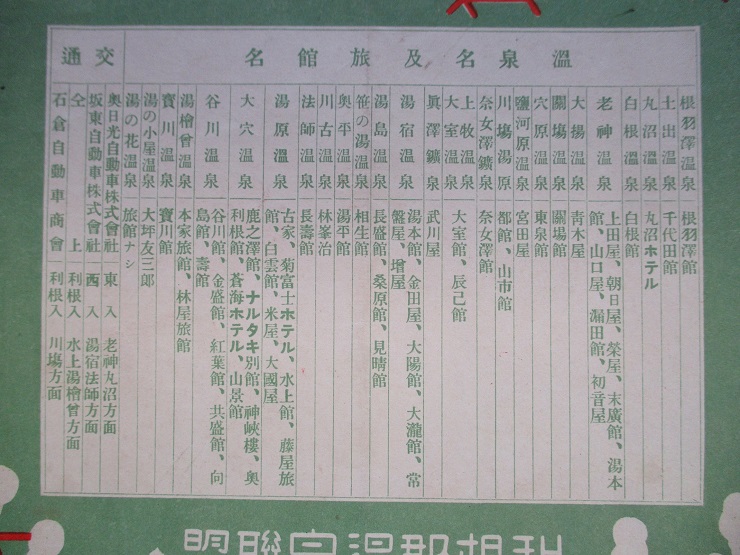 溫泉名及旅館名
根羽澤溫泉 根羽澤館
土出溫泉 千代田館
丸沼溫泉 丸沼ホテル
白根溫泉 白根館
老神溫泉 上田屋、朝日屋、榮屋、末廣館、湯本
館、山口屋、漏田館、初音屋
大揚溫泉 青木屋
關場溫泉 關場館
穴原溫泉 東泉館
鹽河原溫泉 宮田屋
川場湯原 都館、山市館
奈女澤鑛泉 奈女澤館
上牧溫泉
大室溫泉 大室館、辰己館
眞澤鑛泉 武川屋
湯宿溫泉 湯本館、金田屋、大陽館、大瀧館、常
盤屋、增屋
湯島溫泉 長盛館、桑原館、見晴館
笹の湯溫泉 相生館
奥平溫泉 湯平館
川古溫泉 林峯治
法師溫泉 長壽館
湯原溫泉 古家、菊富士ホテル、水上館、藤屋旅
館、白雲館、米屋、大國屋
大穴溫泉 鹿之澤館、ナルタキ別館、神峽樓、奥
利根館、蒼海ホテル、山景館
谷川溫泉 谷川館、金盛館、紅葉館、共盛館、向
島館、壽館
湯檜曾溫泉 本家旅館、林屋旅館
寶川溫泉 寶川館
湯の小屋溫泉 大坪友三郎
湯の花溫泉 旅館ナシ
交通
奥日光自動車株式會社 東入 老神丸沼方面
坂東自動車株式會社 西入 湯宿法師方面
仝上 利根入 水上湯檜曾方面
石倉自動車商會 利根入 川場方面
利根郡溫泉聯盟